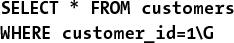 SELECT * FROM customers
WHERE customer_id=1\G